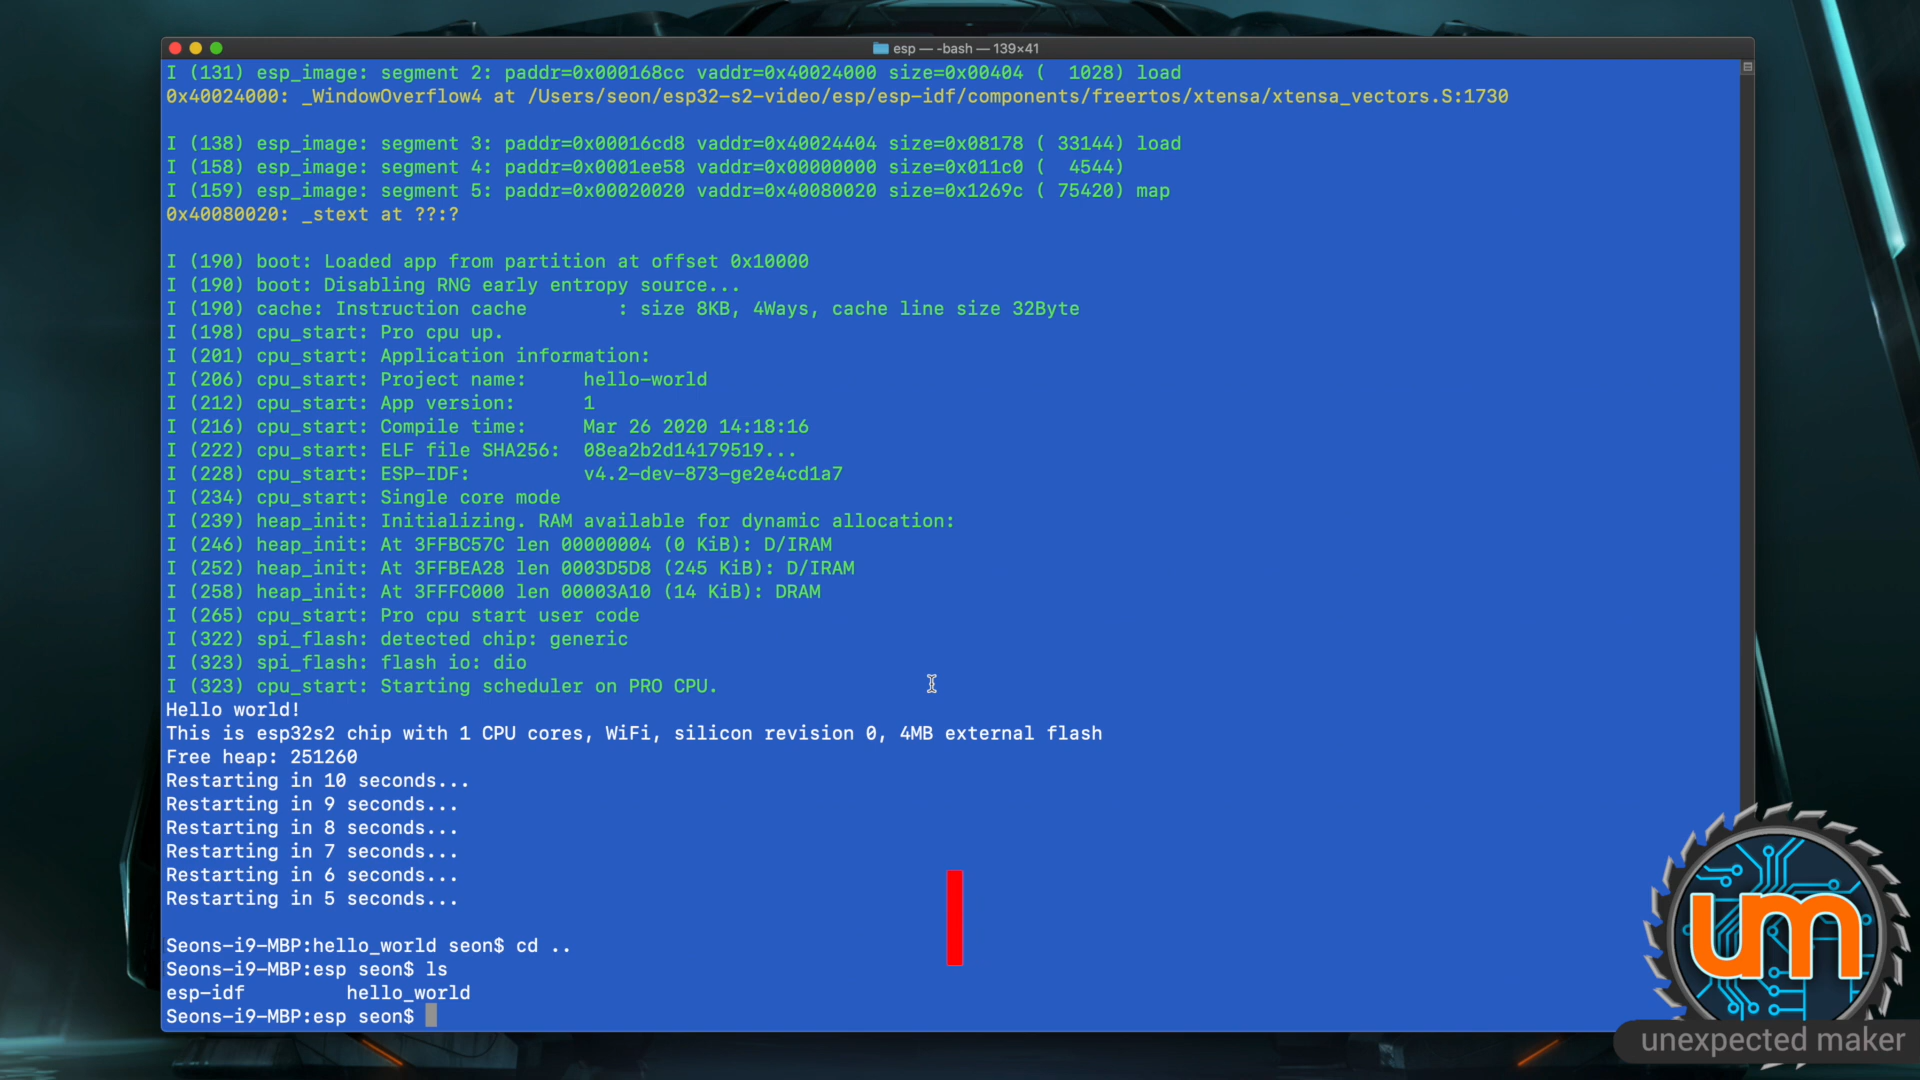 esp — -bash — 139×41
I (131) esp_image: segment 2: paddr=0x000168cc vaddr=0x40024000 size=0x00404 (  1028) load
0x40024000: _WindowOverflow4 at /Users/seon/esp32-s2-video/esp/esp-idf/components/freertos/xtensa/xtensa_vectors.S:1730
I (138) esp_image: segment 3: paddr=0x00016cd8 vaddr=0x40024404 size=0x08178 ( 33144) load
I (158) esp_image: segment 4: paddr=0x0001ee58 vaddr=0x00000000 size=0x011c0 (  4544)
I (159) esp_image: segment 5: paddr=0x00020020 vaddr=0x40080020 size=0x1269c ( 75420) map
0x40080020: _stext at ??:?
I (190) boot: Loaded app from partition at offset 0x10000
I (190) boot: Disabling RNG early entropy source...
I (190) cache: Instruction cache        : size 8KB, 4Ways, cache line size 32Byte
I (198) cpu_start: Pro cpu up.
I (201) cpu_start: Application information:
I (206) cpu_start: Project name:     hello-world
I (212) cpu_start: App version:      1
I (216) cpu_start: Compile time:     Mar 26 2020 14:18:16
I (222) cpu_start: ELF file SHA256:  08ea2b2d14179519...
I (228) cpu_start: ESP-IDF:          v4.2-dev-873-ge2e4cd1a7
I (234) cpu_start: Single core mode
I (239) heap_init: Initializing. RAM available for dynamic allocation:
I (246) heap_init: At 3FFBC57C len 00000004 (0 KiB): D/IRAM
I (252) heap_init: At 3FFBEA28 len 0003D5D8 (245 KiB): D/IRAM
I (258) heap_init: At 3FFFC000 len 00003A10 (14 KiB): DRAM
I (265) cpu_start: Pro cpu start user code
I (322) spi_flash: detected chip: generic
I (323) spi_flash: flash io: dio
I (323) cpu_start: Starting scheduler on PRO CPU.
Hello world!
This is esp32s2 chip with 1 CPU cores, WiFi, silicon revision 0, 4MB external flash
Free heap: 251260
Restarting in 10 seconds...
Restarting in 9 seconds...
Restarting in 8 seconds...
Restarting in 7 seconds...
Restarting in 6 seconds...
Restarting in 5 seconds...
Seons-i9-MBP:hello_world seon$ cd ..
Seons-i9-MBP:esp seon$ ls
esp-idf         hello_world
Seons-i9-MBP:esp seon$
um
unexpected maker